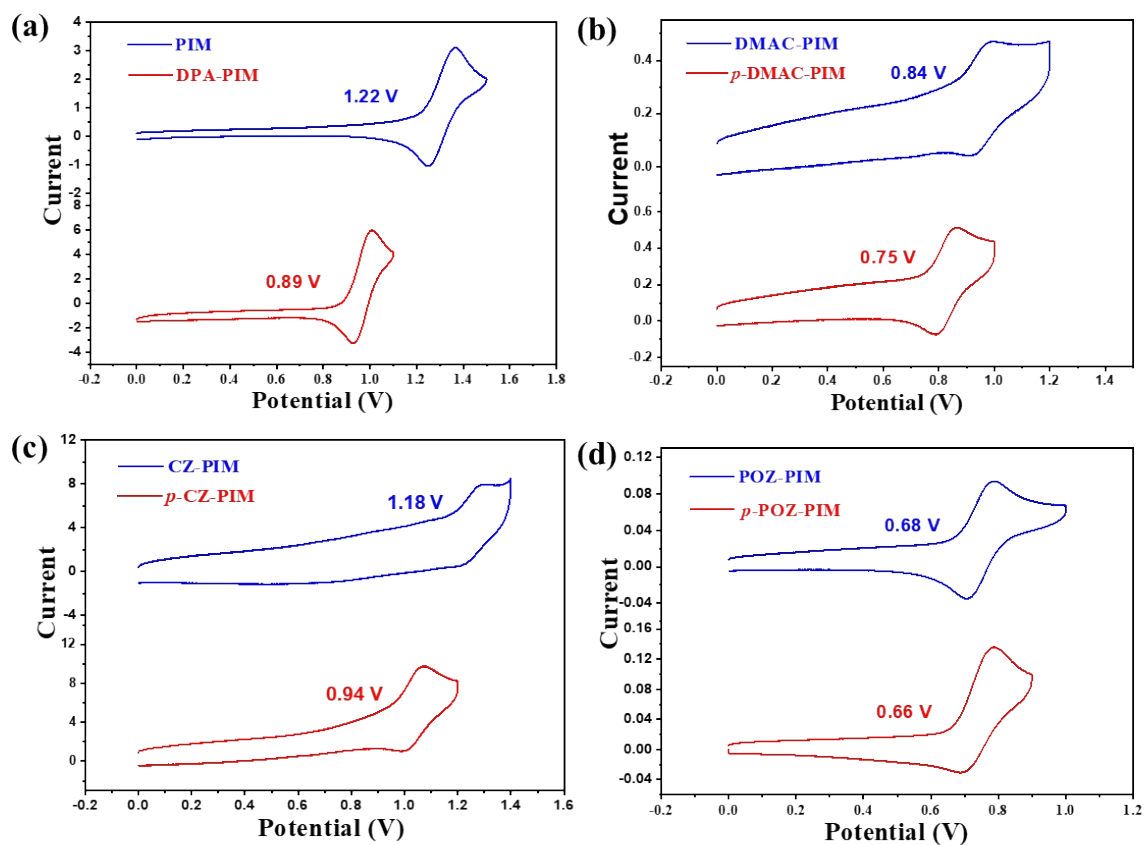 (a)
PIM
DPA-PIM
1.22 V
0.89 V
4
3
2
1
0
-1
-2
8
6
4
2
0
-2
-4
Current
-0.2 0.0 0.2 0.4 0.6 0.8 1.0 1.2 1.4 1.6 1.8
Potential (V)
(b)
DMAC-PIM
p-DMAC-PIM
0.84 V
0.75 V
0.4
0.2
0.0
0.6
0.4
0.2
0.0
-0.2
Current
-0.2 0.0 0.2 0.4 0.6 0.8 1.0 1.2 1.4
Potential (V)
(c)
CZ-PIM
p-CZ-PIM
1.18 V
0.94 V
12
8
4
0
-4
12
8
4
0
Current
-0.2 0.0 0.2 0.4 0.6 0.8 1.0 1.2 1.4 1.6
Potential (V)
(d)
POZ-PIM
p-POZ-PIM
0.68 V
0.66 V
0.12
0.08
0.04
0.00
-0.04
0.16
0.12
0.08
0.04
0.00
-0.04
Current
-0.2 0.0 0.2 0.4 0.6 0.8 1.0 1.2
Potential (V)